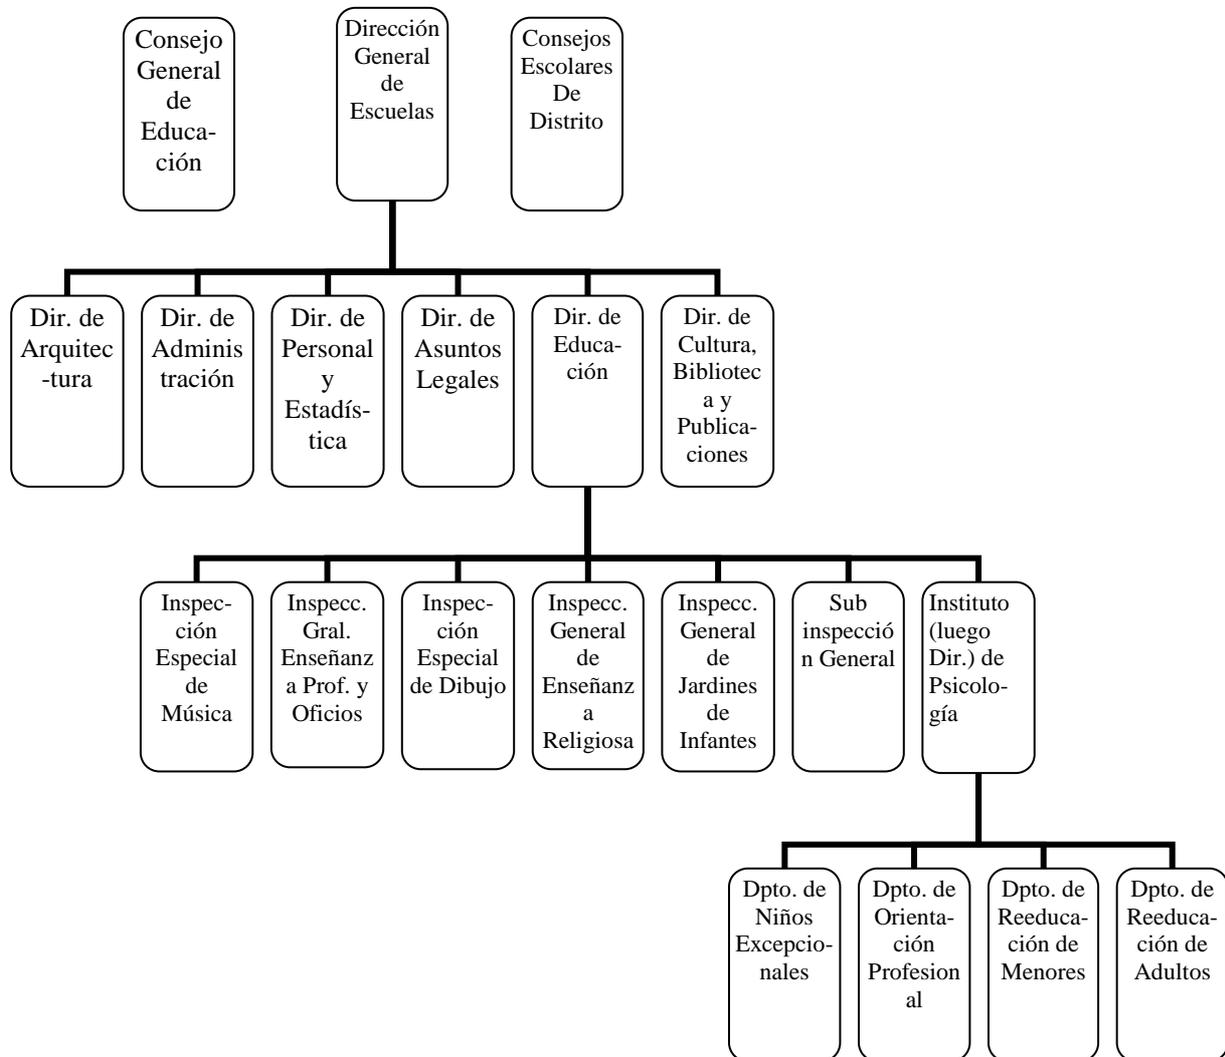 Consejo
General
de
Educa-
ción
Dirección
General
de
Escuelas
Consejos
Escolares
De
Distrito
Dir. de
Arquitec
-tura
Dir. de
Adminis
tración
Dir. de
Personal
y
Estadís-
tica
Dir. de
Asuntos
Legales
Dir. de
Educa-
ción
Dir. de
Cultura,
Bibliotec
a y
Publica-
ciones
Inspec-
ción
Especial
de
Música
Inspecc.
Gral.
Enseñanz
a Prof. y
Oficios
Inspec-
ción
Especial
de Dibujo
Inspecc.
General
de
Enseñanz
a
Religiosa
Inspecc.
General
de
Jardines
de
Infantes
Sub
inspecció
n General
Instituto
(luego
Dir.) de
Psicolo-
gía
Dpto. de
Niños
Excepcio-
nales
Dpto. de
Orienta-
ción
Profesion
al
Dpto. de
Reeduca-
ción de
Menores
Dpto. de
Reeduca-
ción de
Adultos